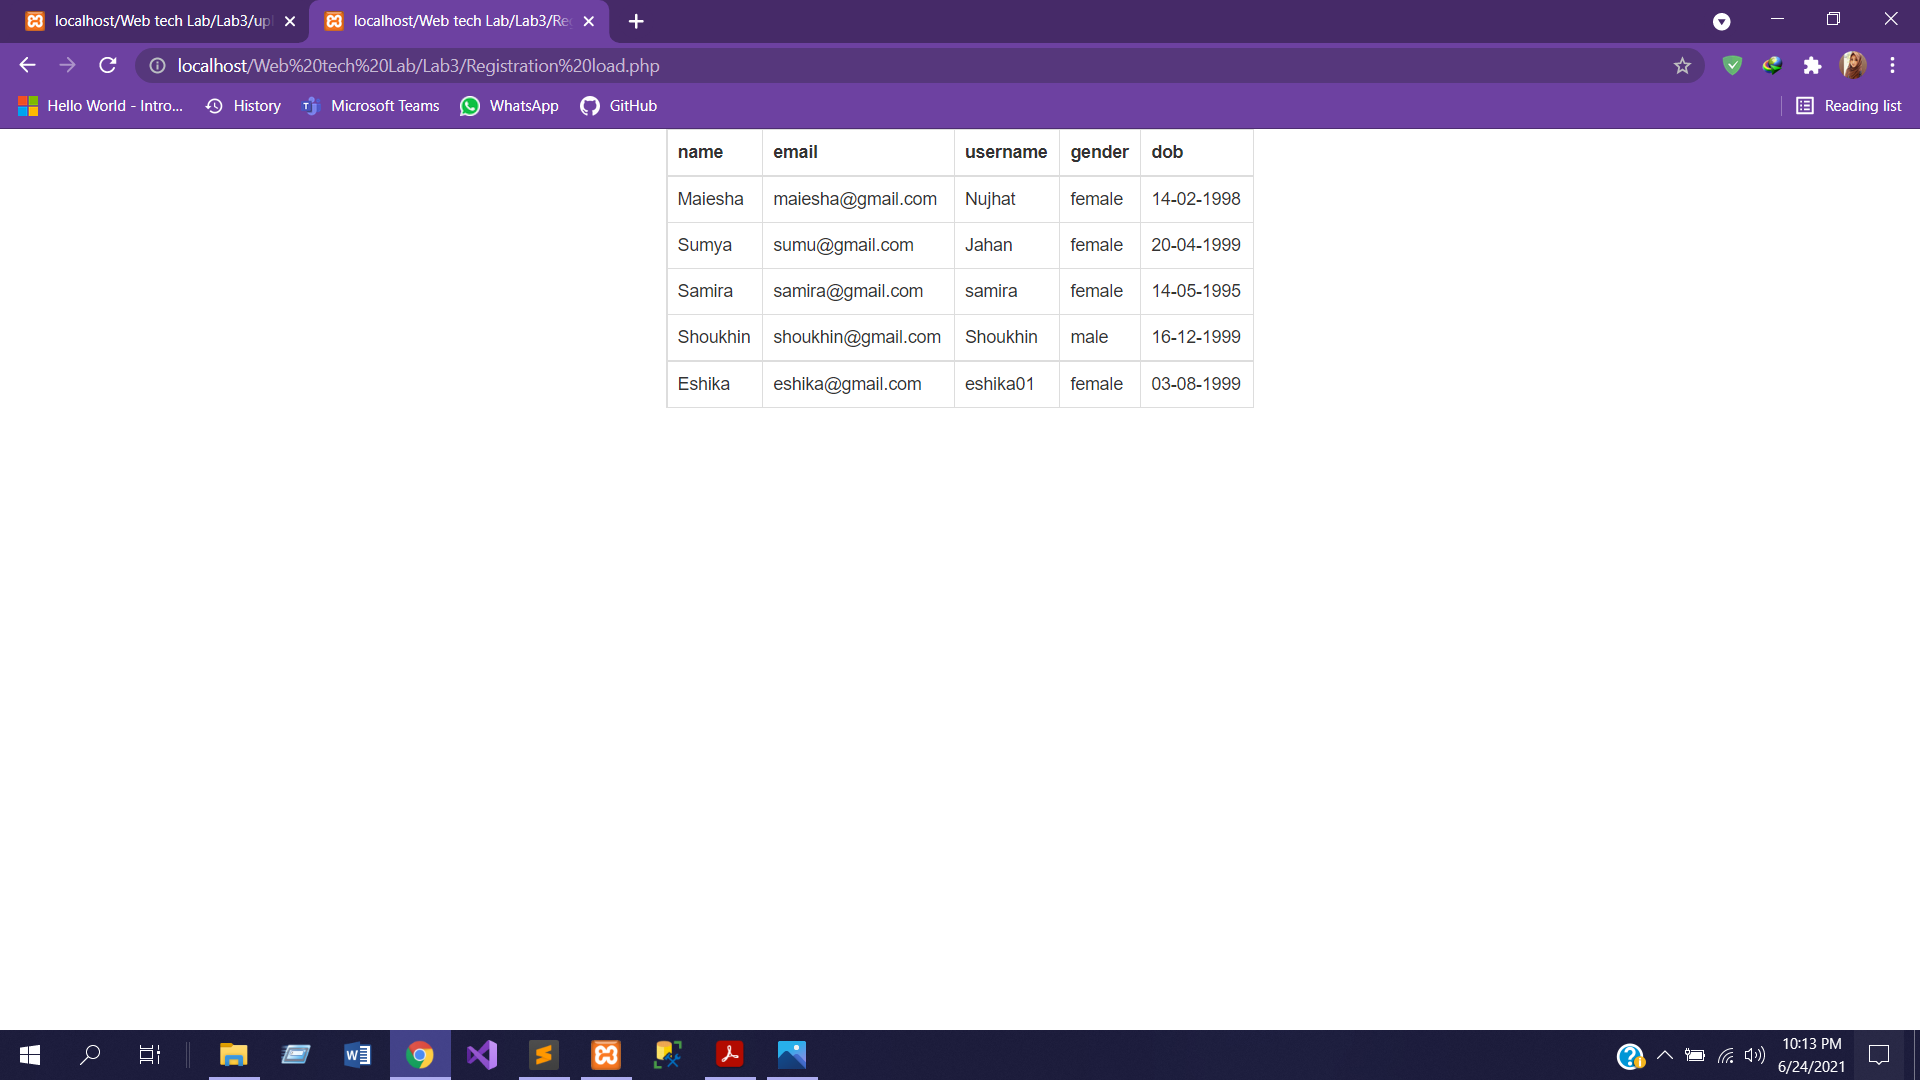 localhost/Web tech Lab/Lab3/upl
localhost/Web tech Lab/Lab3/Reg
localhost/Web%20tech%20Lab/Lab3/Registration%20load.php
Hello World - Intro... History Microsoft Teams WhatsApp GitHub Reading list
name email username gender dob
Maiesha maiesha@gmail.com Nujhat female 14-02-1998
Sumya sumu@gmail.com Jahan female 20-04-1999
Samira samira@gmail.com samira female 14-05-1995
Shoukhin shoukhin@gmail.com Shoukhin male 16-12-1999
Eshika eshika@gmail.com eshika01 female 03-08-1999
10:13 PM
6/24/2021